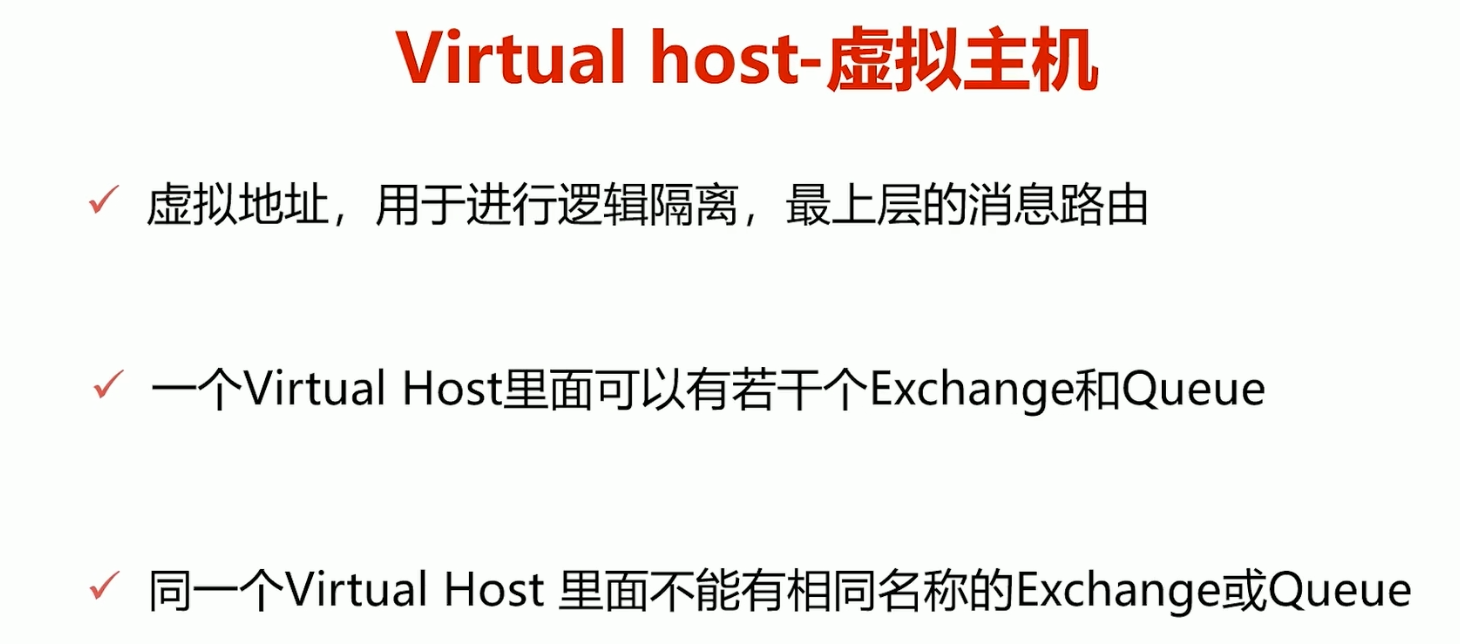 Virtual host-虚拟主机
虚拟地址，用于进行逻辑隔离，最上层的消息路由
一个Virtual Host里面可以有若干个Exchange和Queue
同一个Virtual Host 里面不能有相同名称的Exchange或Queue